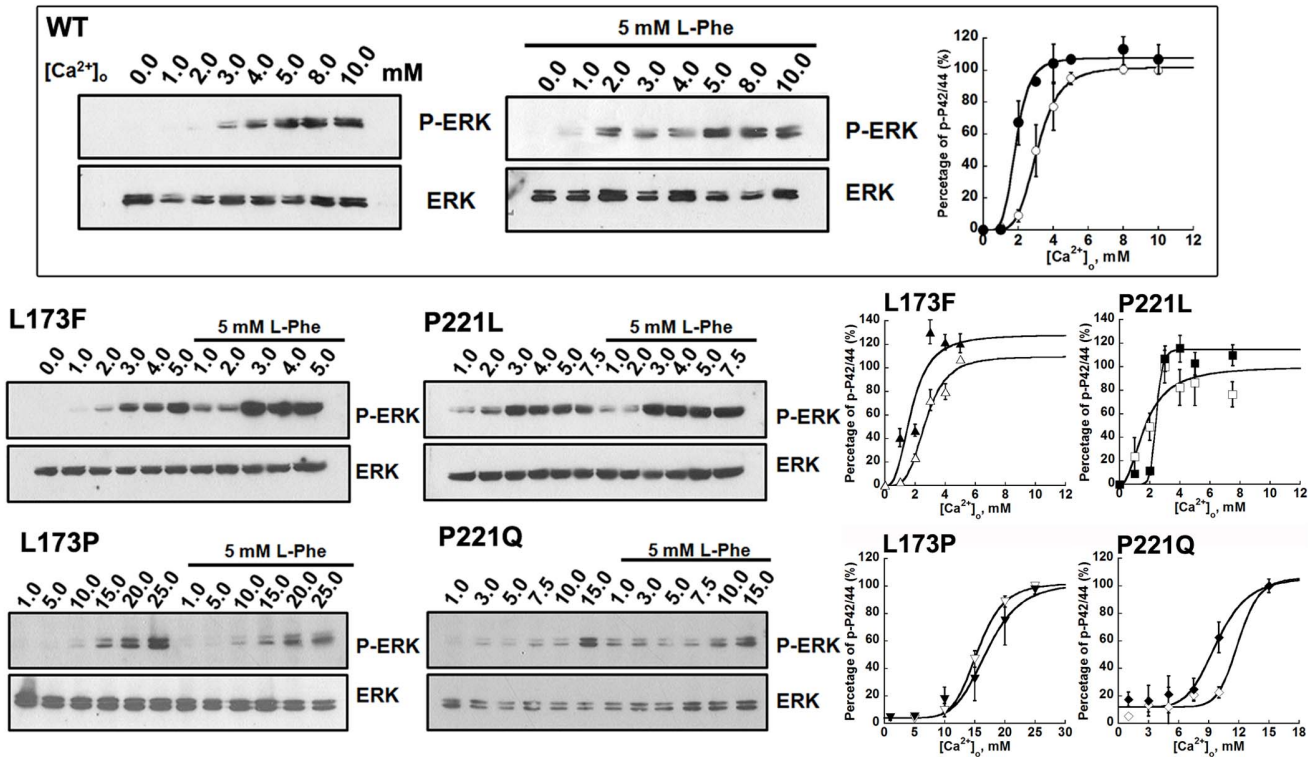 WT
[Ca2+]o 0.0 1.0 2.0 3.0 4.0 5.0 8.0 10.0 mM
P-ERK
ERK
5 mM L-Phe
0.0 1.0 2.0 3.0 4.0 5.0 8.0 10.0
P-ERK
ERK
Percetage of p-P42/44 (%)
120
100
80
60
40
20
0
0 2 4 6 8 10 12
[Ca2+]o, mM
L173F
5 mM L-Phe
0.0 1.0 2.0 3.0 4.0 5.0 1.0 2.0 3.0 4.0 5.0
P-ERK
ERK
P221L
5 mM L-Phe
1.0 2.0 3.0 4.0 5.0 7.5 1.0 2.0 3.0 4.0 5.0 7.5
P-ERK
ERK
L173F
Percentage of p-P42/44 (%)
140
120
100
80
60
40
20
0
0 2 4 6 8 10 12
[Ca2+]o, mM
P221L
Percentage of p-P42/44 (%)
140
120
100
80
60
40
20
0
0 2 4 6 8 10 12
[Ca2+]o, mM
L173P
5 mM L-Phe
1.0 5.0 10.0 15.0 20.0 25.0 1.0 5.0 10.0 15.0 20.0 25.0
P-ERK
ERK
P221Q
5 mM L-Phe
1.0 3.0 5.0 7.5 10.0 15.0 1.0 3.0 5.0 7.5 10.0 15.0
P-ERK
ERK
L173P
Percentage of p-P42/44 (%)
120
100
80
60
40
20
0
0 5 10 15 20 25 30
[Ca2+]o, mM
P221Q
Percentage of p-P42/44 (%)
120
100
80
60
40
20
0
0 3 6 9 12 15 18
[Ca2+]o, mM